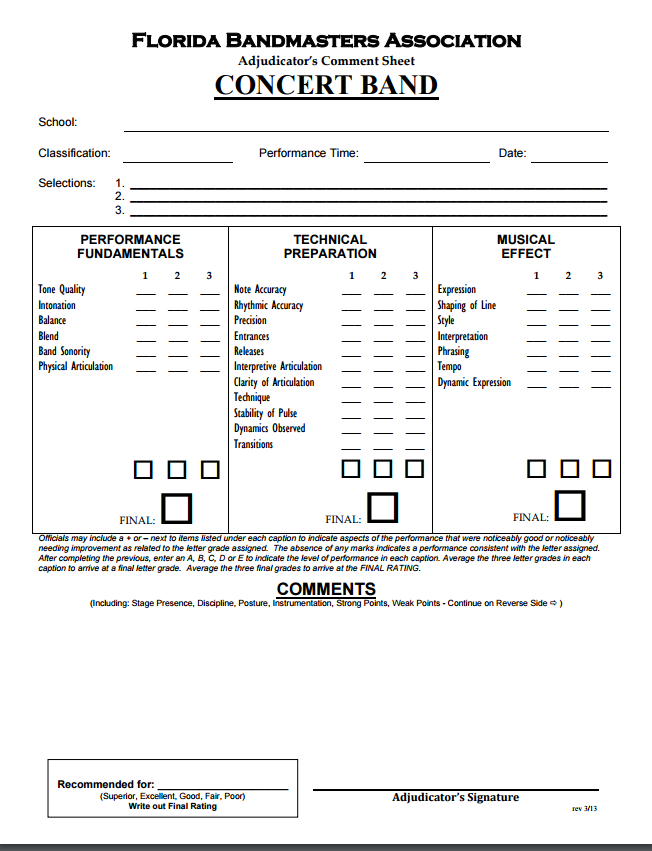 FLORIDA BANDMASTERS ASSOCIATION
Adjudicator's Comment Sheet
CONCERT BAND
School:
Classification: Performance Time: Date:
Selections: 1.
2.
3.
PERFORMANCE
FUNDAMENTALS
1 2 3
Tone Quality
Intonation
Balance
Blend
Band Sonority
Physical Articulation
FINAL:
TECHNICAL
PREPARATION
1 2 3
Note Accuracy
Rhythmic Accuracy
Precision
Entrances
Releases
Interpretive Articulation
Clarity of Articulation
Technique
Stability of Pulse
Dynamics Observed
Transitions
FINAL:
MUSICAL
EFFECT
1 2 3
Expression
Shaping of Line
Style
Interpretation
Phrasing
Tempo
Dynamic Expression
FINAL:
Officials may include a + or – next to items listed under each caption to indicate aspects of the performance that were noticeably good or noticeably
needing improvement as related to the letter grade assigned. The absence of any marks indicates a performance consistent with the letter assigned.
After completing the previous, enter an A, B, C, D or E to indicate the level of performance in each caption. Average the three letter grades in each
caption to arrive at a final letter grade. Average the three final grades to arrive at the FINAL RATING.
COMMENTS
(Including: Stage Presence, Discipline, Posture, Instrumentation, Strong Points, Weak Points - Continue on Reverse Side ⇨ )
Recommended for:
(Superior, Excellent, Good, Fair, Poor)
Write out Final Rating
Adjudicator's Signature
rev 3/13